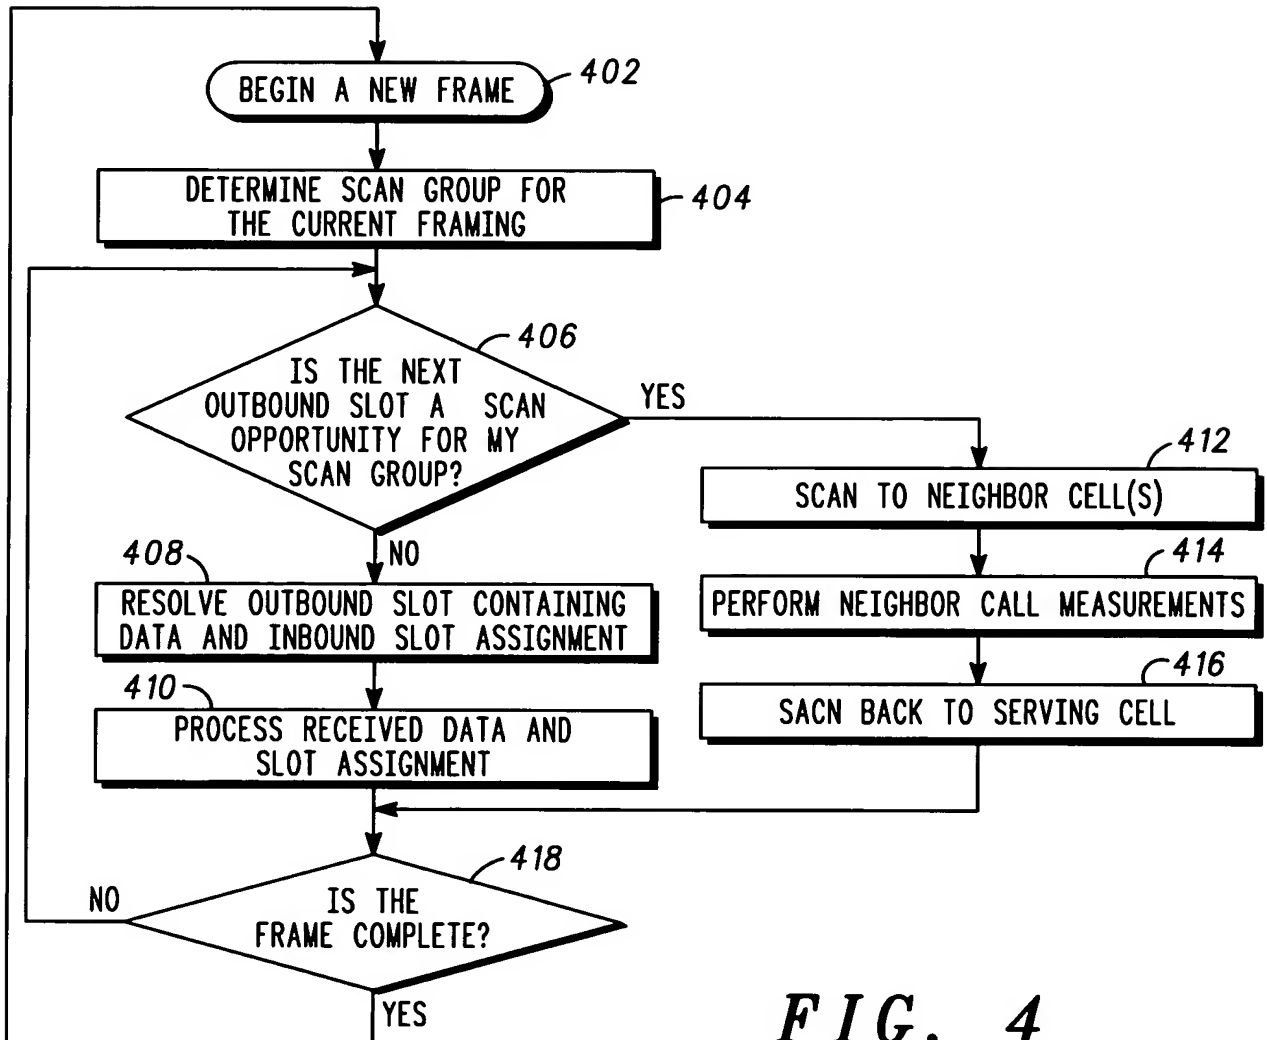 BEGIN A NEW FRAME
402
DETERMINE SCAN GROUP FOR
THE CURRENT FRAMING
404
IS THE NEXT
OUTBOUND SLOT A SCAN
OPPORTUNITY FOR MY
SCAN GROUP?
406
YES
NO
412
SCAN TO NEIGHBOR CELL(S)
408
RESOLVE OUTBOUND SLOT CONTAINING
DATA AND INBOUND SLOT ASSIGNMENT
414
PERFORM NEIGHBOR CALL MEASUREMENTS
410
PROCESS RECEIVED DATA AND
SLOT ASSIGNMENT
416
SACN BACK TO SERVING CELL
418
IS THE
FRAME COMPLETE?
NO
YES
FIG. 4